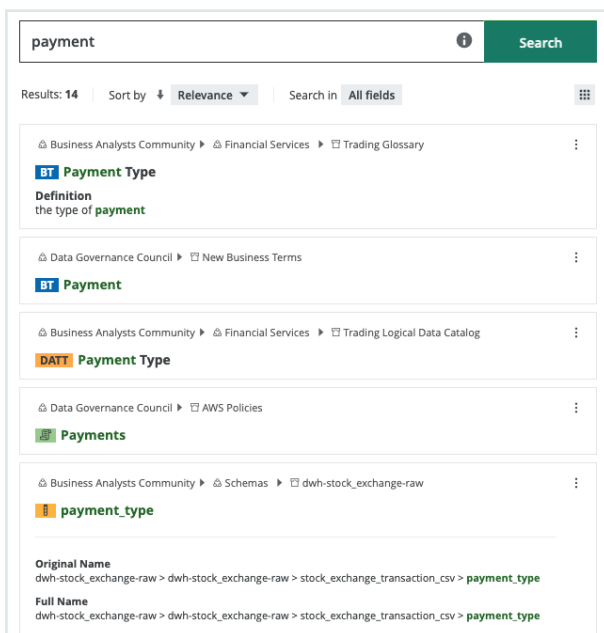 payment
Search
Results: 14 Sort by Relevance Search in All fields
Business Analysts Community Financial Services Trading Glossary
BT Payment Type
Definition
the type of payment
Data Governance Council New Business Terms
BT Payment
Business Analysts Community Financial Services Trading Logical Data Catalog
DATT Payment Type
Data Governance Council AWS Policies
Payments
Business Analysts Community Schemas dwh-stock_exchange-raw
payment_type
Original Name
dwh-stock_exchange-raw > dwh-stock_exchange-raw > stock_exchange_transaction_csv > payment_type
Full Name
dwh-stock_exchange-raw > dwh-stock_exchange-raw > stock_exchange_transaction_csv > payment_type